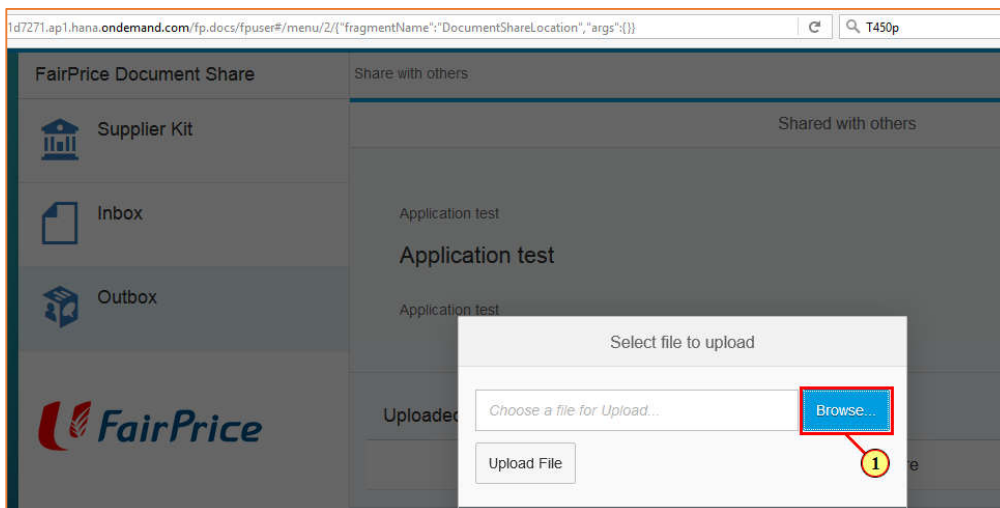 1d7271.ap1.hana.ondemand.com/fp.docs/fpuser#/menu/2/{"fragmentName":"DocumentShareLocation","args":{}}
T450p
FairPrice Document Share
Share with others
Supplier Kit
Shared with others
Inbox
Application test
Application test
Outbox
Application test
Select file to upload
FairPrice
Uploaded
Choose a file for Upload...
Browse...
Upload File
1